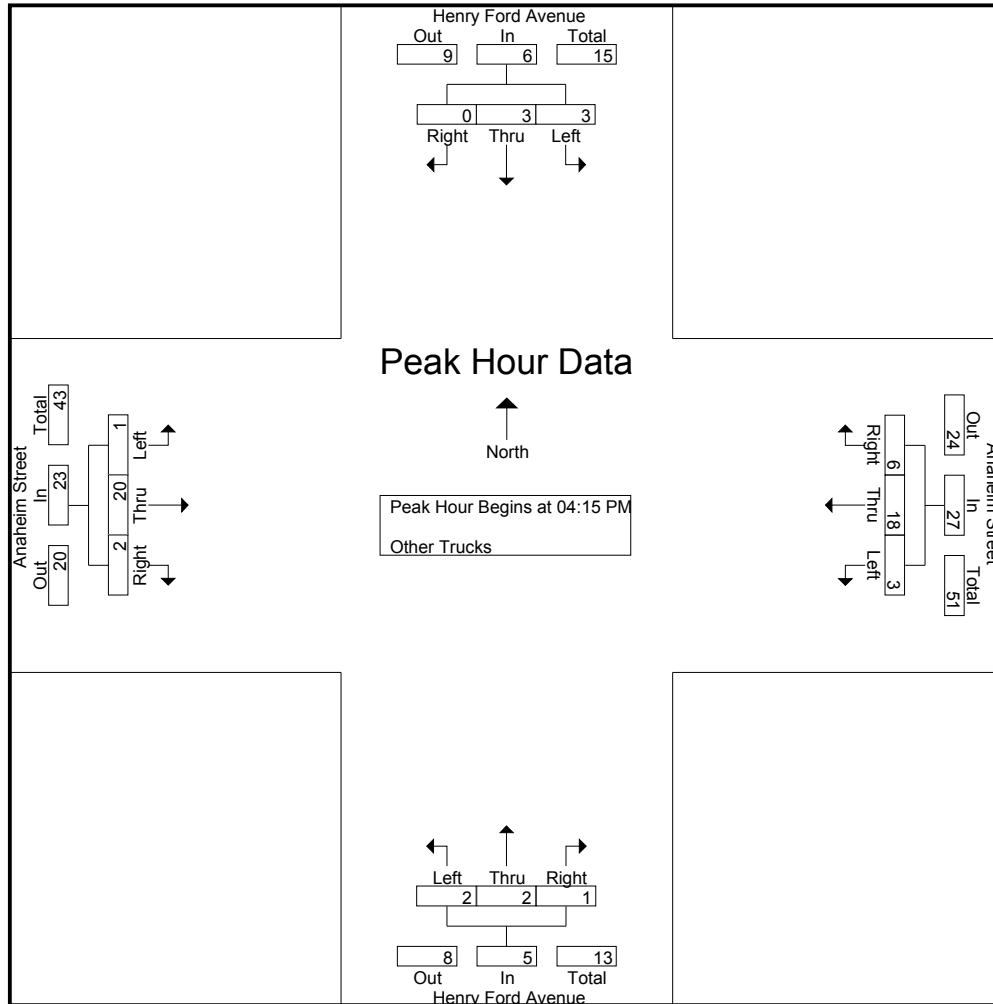 Henry Ford Avenue
Out In Total
9 6 15
0 3 3
Right Thru Left
Peak Hour Data
North
Peak Hour Begins at 04:15 PM
Other Trucks
Anaheim Street
Out In Total
20 23 43
Left Thru Right
1 20 2
Anaheim Street
Out In Total
24 27 51
Right Thru Left
6 18 3
Left Thru Right
2 2 1
8 5 13
Out In Total
Henry Ford Avenue